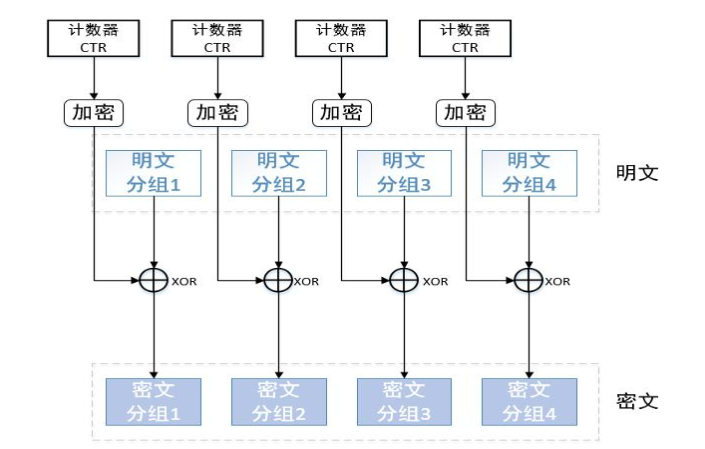 计数器
CTR
计数器
CTR
计数器
CTR
计数器
CTR
加密
加密
加密
加密
明文
分组1
明文
分组2
明文
分组3
明文
分组4
明文
XOR
XOR
XOR
XOR
密文
分组1
密文
分组2
密文
分组3
密文
分组4
密文